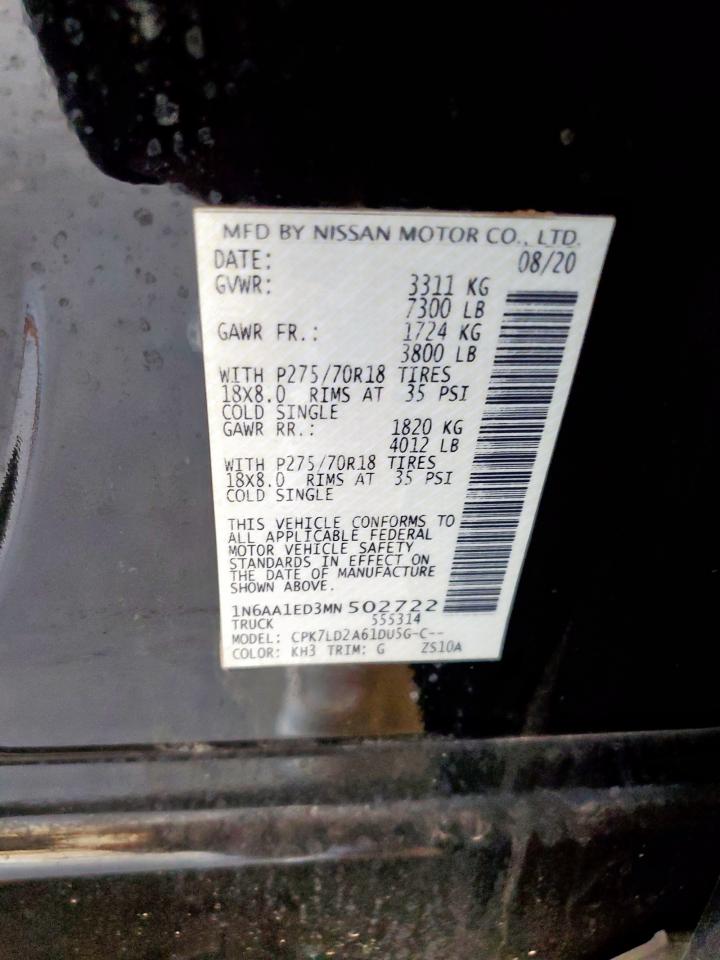 MFD BY NISSAN MOTOR CO., LTD.
DATE: 08/20
GVWR: 3311 KG
7300 LB
GAWR FR.: 1724 KG
3800 LB
WITH P275/70R18 TIRES
18X8.0 RIMS AT 35 PSI
COLD SINGLE
GAWR RR.: 1820 KG
4012 LB
WITH P275/70R18 TIRES
18X8.0 RIMS AT 35 PSI
COLD SINGLE
THIS VEHICLE CONFORMS TO
ALL APPLICABLE FEDERAL
MOTOR VEHICLE SAFETY
STANDARDS IN EFFECT ON
THE DATE OF MANUFACTURE
SHOWN ABOVE.
1N6AA1ED3MN 502722
TRUCK 555314
MODEL: CPK7LD2A61DU5G-C--
COLOR: KH3 TRIM: G ZS10A